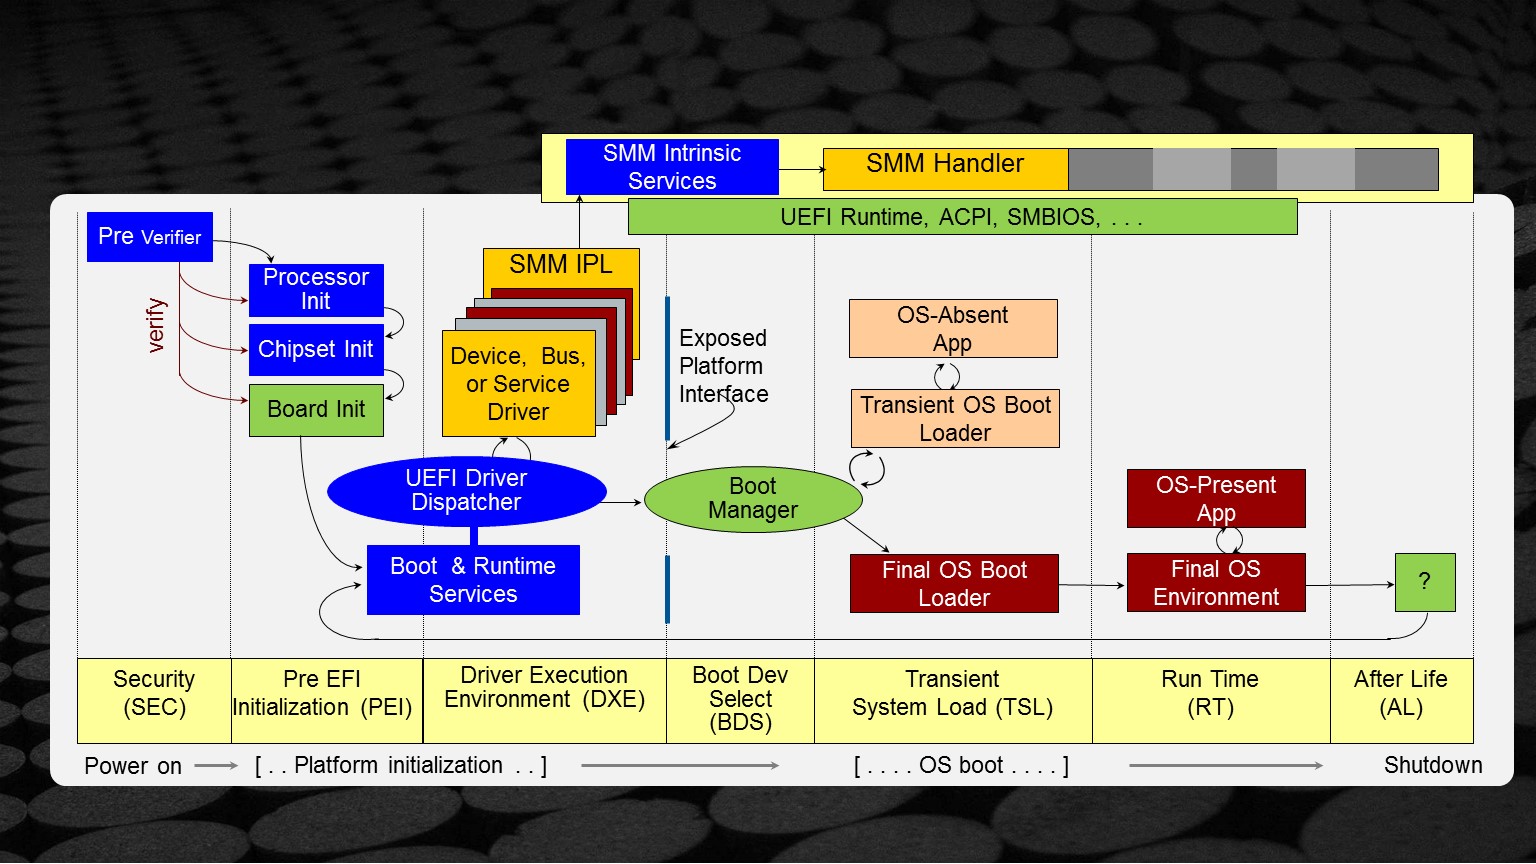 SMM Intrinsic
Services
SMM Handler
UEFI Runtime, ACPI, SMBIOS, . . .
Pre Verifier
verify
Processor
Init
Chipset Init
Board Init
SMM IPL
Device, Bus,
or Service
Driver
UEFI Driver
Dispatcher
Boot & Runtime
Services
Exposed
Platform
Interface
Boot
Manager
OS-Absent
App
Transient OS Boot
Loader
Final OS Boot
Loader
OS-Present
App
Final OS
Environment
?
Security
(SEC)
Pre EFI
Initialization (PEI)
Driver Execution
Environment (DXE)
Boot Dev
Select
(BDS)
Transient
System Load (TSL)
Run Time
(RT)
After Life
(AL)
Power on
[ . . Platform initialization . . ]
[ . . . . OS boot . . . . ]
Shutdown